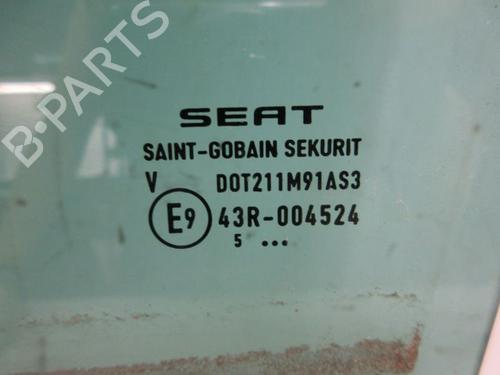 B-PARTS
SEAT
SAINT-GOBAIN SEKURIT
V DOT211M91AS3
E9 43R-004524
5 ...